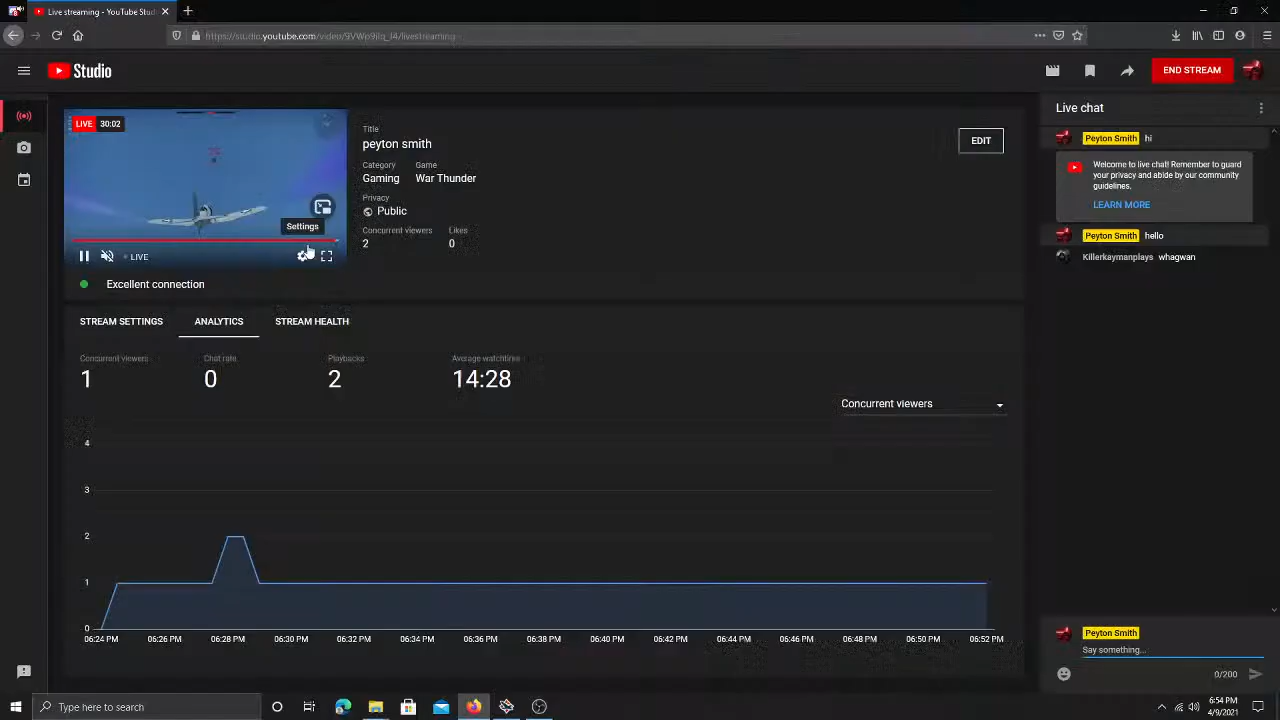 Live streaming - YouTube Studi
https://studio.youtube.com/video/9VWp9ilq_l4/livestreaming
Studio
END STREAM
LIVE 30:02
Settings
LIVE
Title
peyton smith
Category Game
Gaming War Thunder
Privacy
Public
Concurrent viewers Likes
2 0
EDIT
Excellent connection
STREAM SETTINGS ANALYTICS STREAM HEALTH
Concurrent viewers Chat rate Playbacks Average watchtime
1 0 2 14:28
Concurrent viewers
4
3
2
1
0
06:24 PM 06:26 PM 06:28 PM 06:30 PM 06:32 PM 06:34 PM 06:36 PM 06:38 PM 06:40 PM 06:42 PM 06:44 PM 06:46 PM 06:48 PM 06:50 PM 06:52 PM
Live chat
Peyton Smith hi
Welcome to live chat! Remember to guard
your privacy and abide by our community
guidelines.
LEARN MORE
Peyton Smith hello
Killerkaymanplays whagwan
Peyton Smith
Say something...
0/200
Type here to search
6:54 PM
4/9/2021